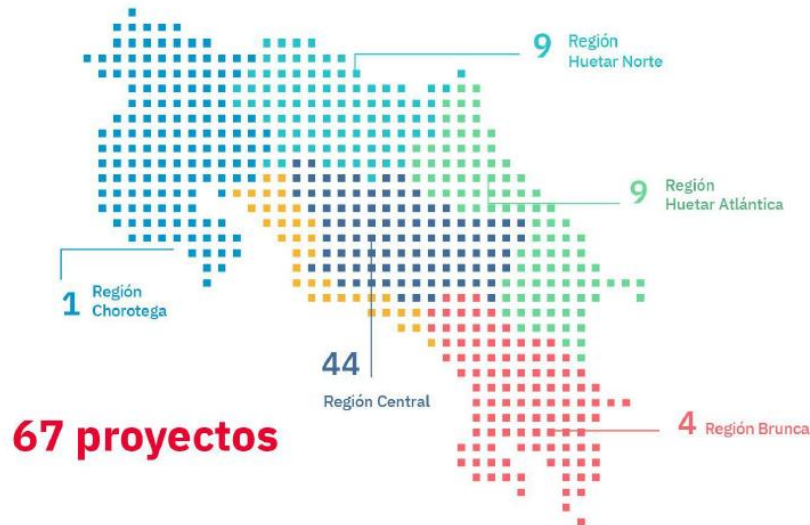 9 Región
Huetar Norte
9 Región
Huetar Atlántica
1 Región
Chorotega
44
Región Central
67 proyectos
4 Región Brunca